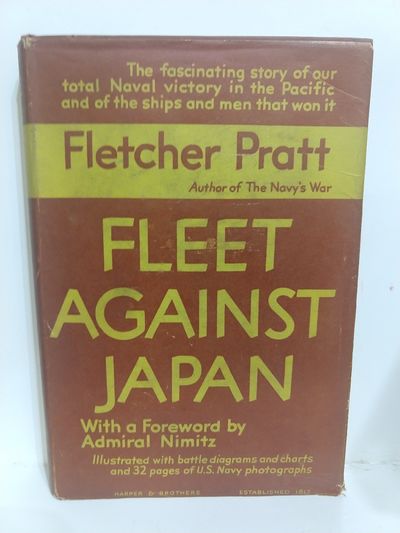 The fascinating story of our
total Naval victory in the Pacific
and of the ships and men that won it
Fletcher Pratt
Author of The Navy's War
FLEET
AGAINST
JAPAN
With a Foreword by
Admiral Nimitz
Illustrated with battle diagrams and charts
and 32 pages of U.S. Navy photographs
HARPER & BROTHERS ESTABLISHED 1817